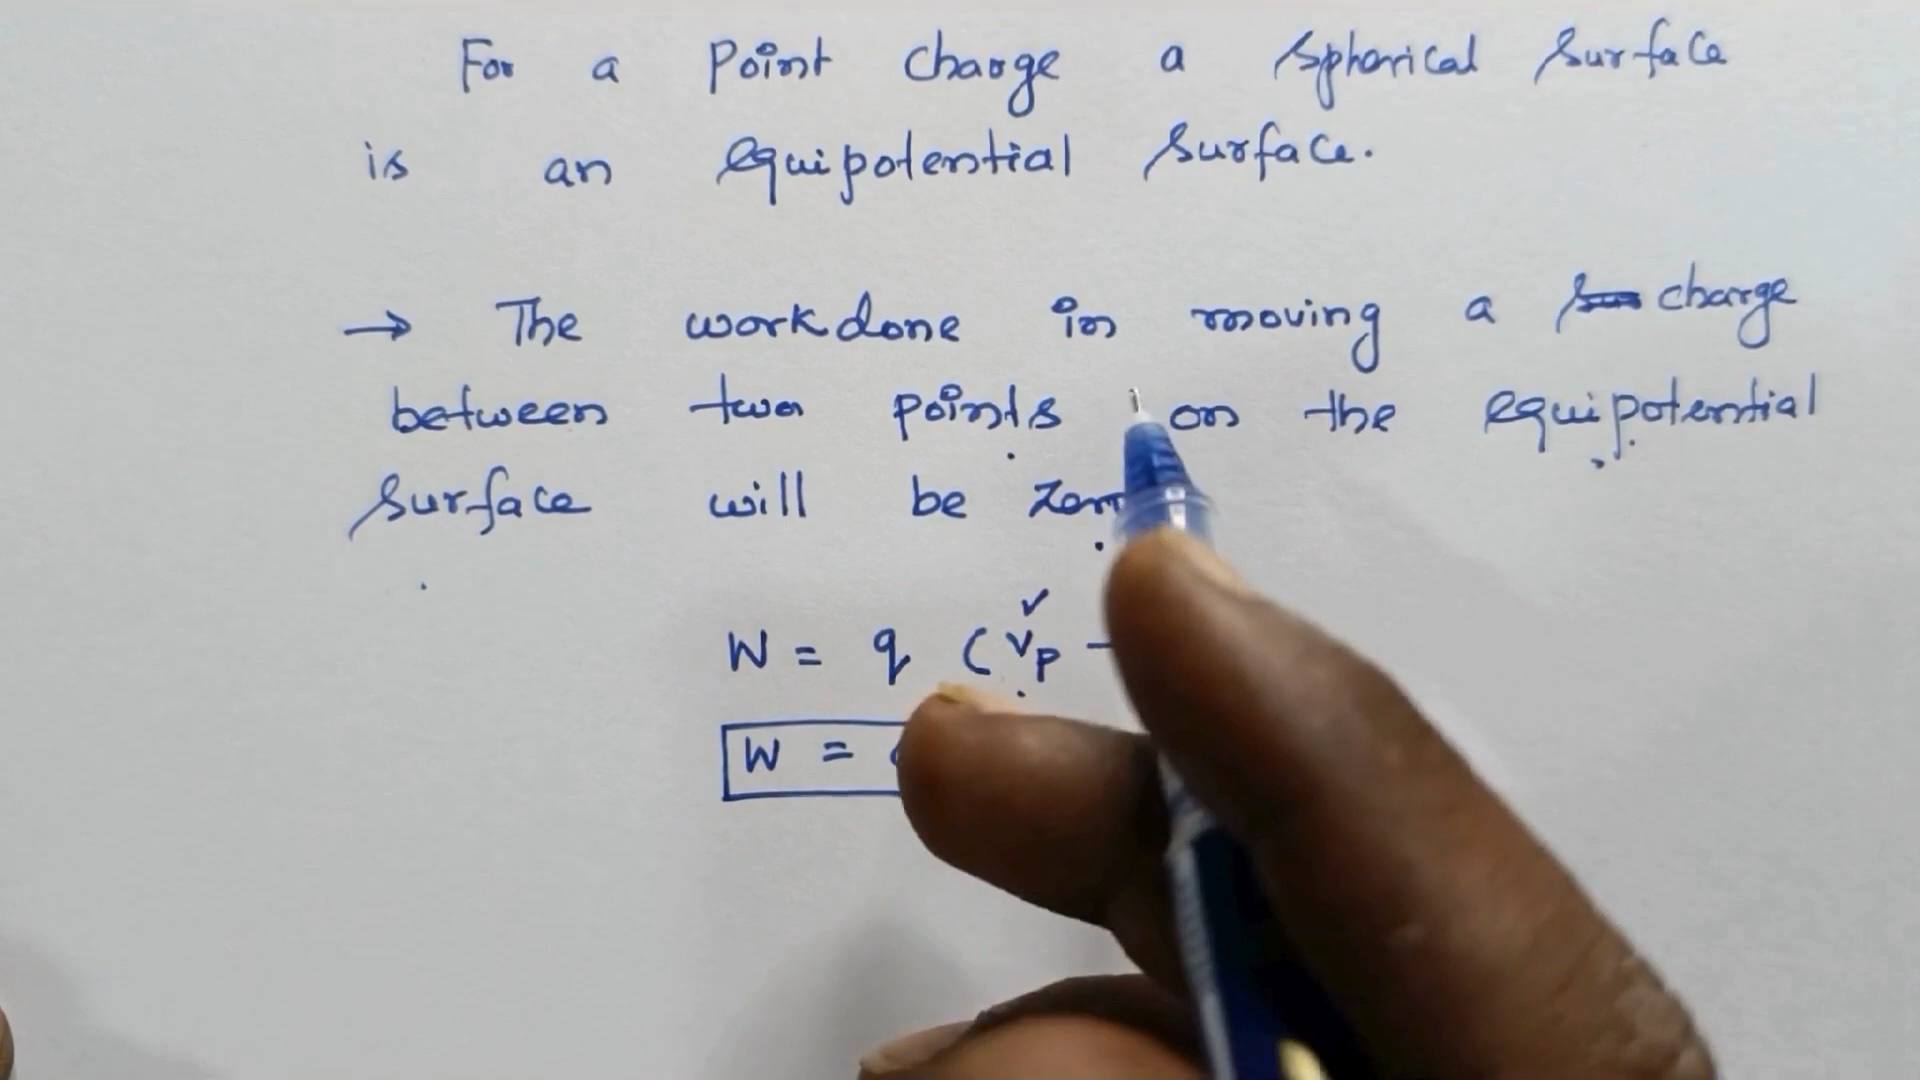 For a point charge a spherical surface
is an equipotential surface.
→ The workdone in moving a charge
between two points on the equipotential
surface will be zero
W = q (Vp -
W =